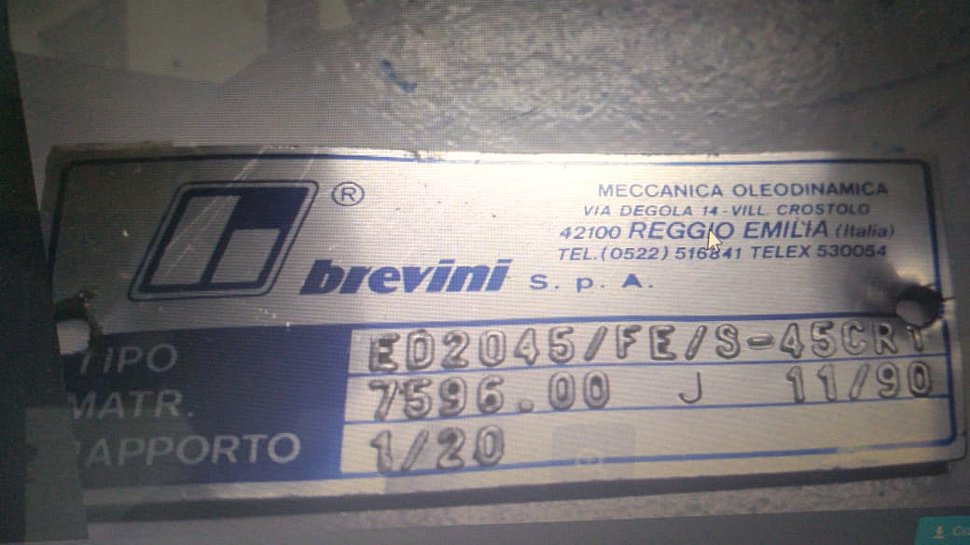 ®
brevini S. p. A.
MECCANICA OLEODINAMICA
VIA DEGOLA 14 - VILL. CROSTOLO
42100 REGGIO EMILIA (Italia)
TEL. (0522) 516841 TELEX 530054
TIPO ED2045/FE/S-45CR1
MATR. 7596.00 J 11/90
RAPPORTO 1/20